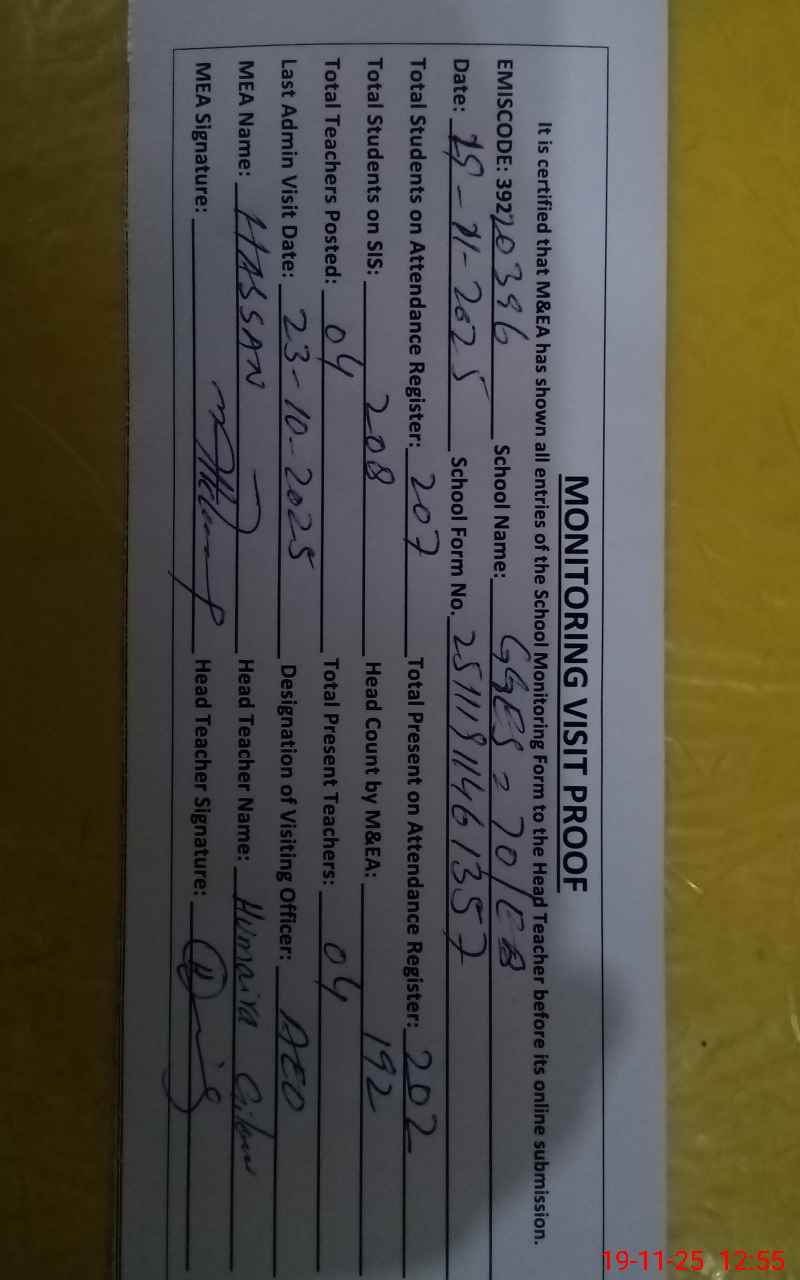 MONITORING VISIT PROOF
It is certified that M&EA has shown all entries of the School Monitoring Form to the Head Teacher before its online submission.
EMISCODE: 39220396 School Name: GGES 70/EB
Date: 19-11-2025 School Form No. 25111911461357
Total Students on Attendance Register: 207 Total Present on Attendance Register: 202
Total Students on SIS: 208 Head Count by M&EA: 192
Total Teachers Posted: 04 Total Present Teachers: 04
Last Admin Visit Date: 23-10-2025 Designation of Visiting Officer: AEO
MEA Name: HASSAN Head Teacher Name: Humaira
MEA Signature: Head Teacher Signature:
19-11-25 12:55